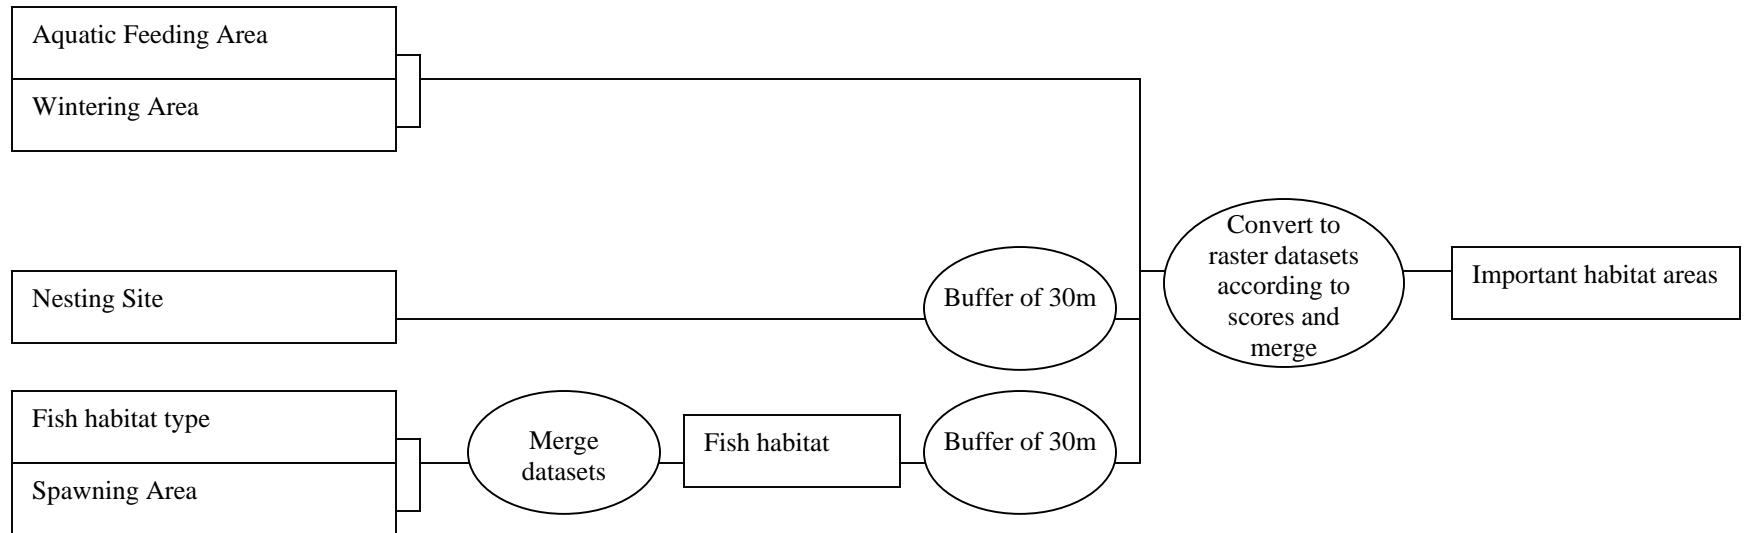 Aquatic Feeding Area
Wintering Area
Nesting Site
Buffer of 30m
Convert to
raster datasets
according to
scores and
merge
Important habitat areas
Fish habitat type
Spawning Area
Merge
datasets
Fish habitat
Buffer of 30m